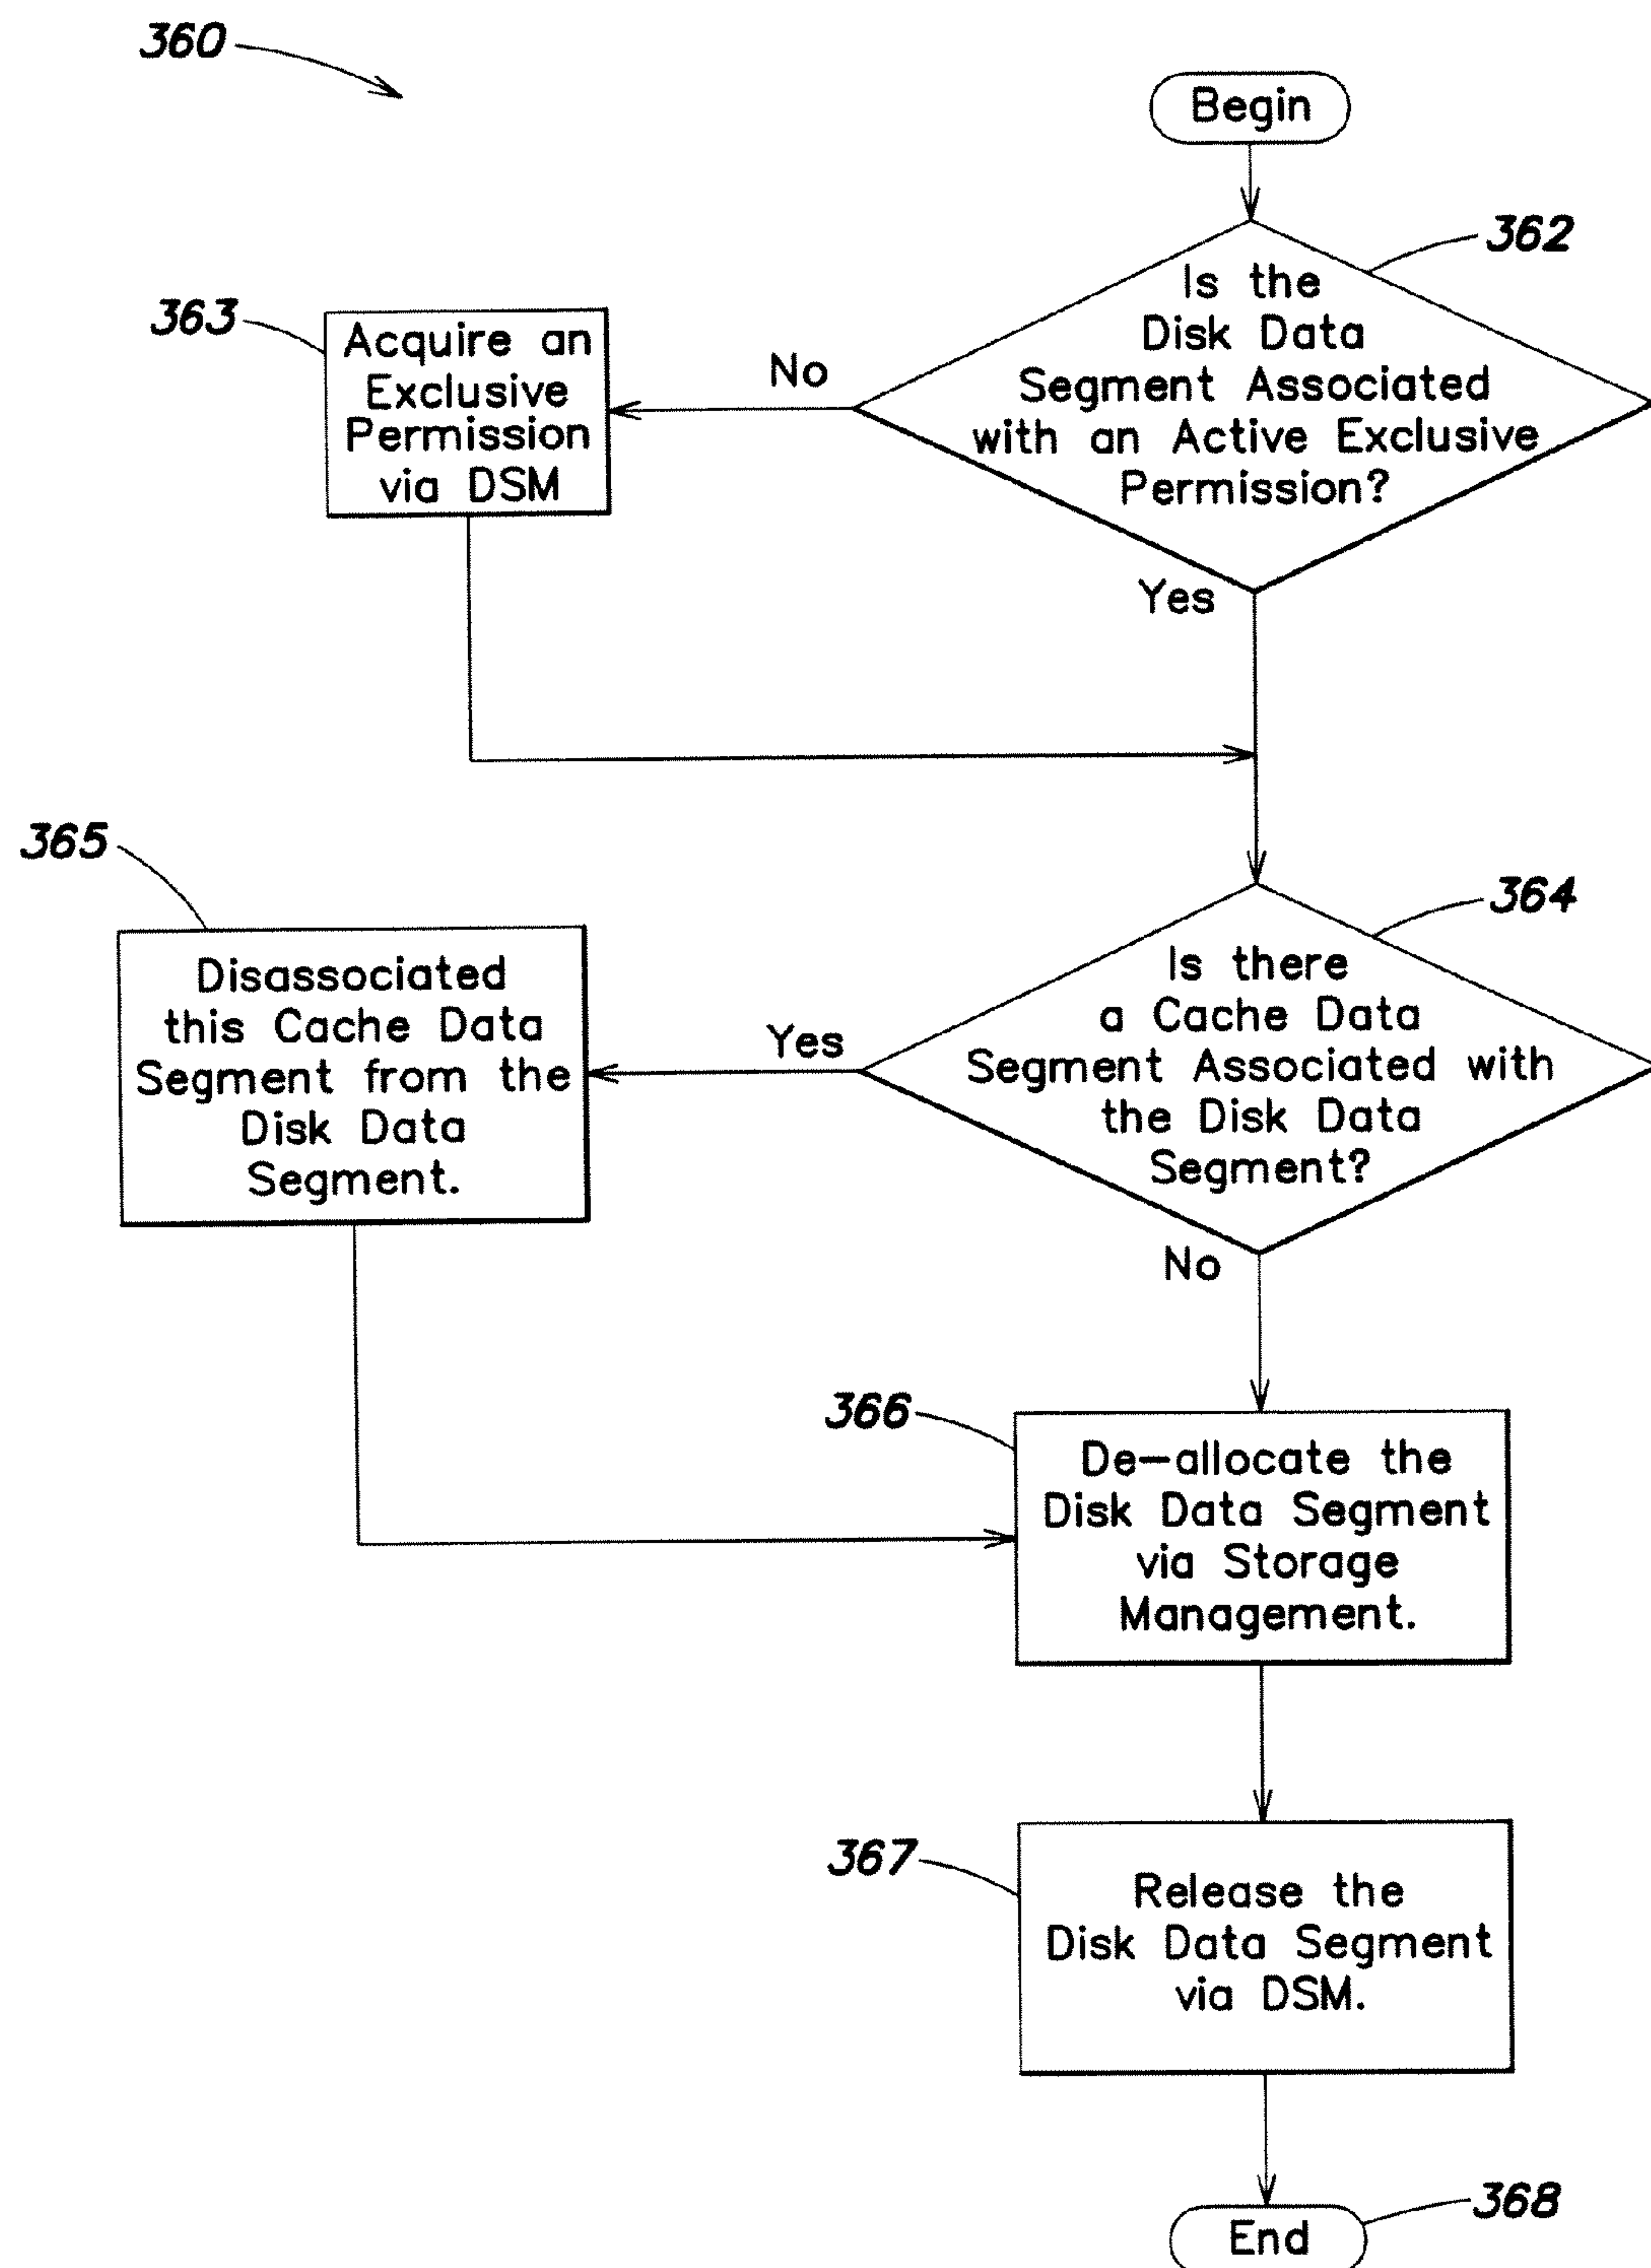 360
Begin
362
Is the
Disk Data
Segment Associated
with an Active Exclusive
Permission?
No
363
Acquire an
Exclusive
Permission
via DSM
Yes
364
Is there
a Cache Data
Segment Associated with
the Disk Data
Segment?
Yes
365
Disassociated
this Cache Data
Segment from the
Disk Data
Segment.
No
366
De-allocate the
Disk Data Segment
via Storage
Management.
367
Release the
Disk Data Segment
via DSM.
368
End